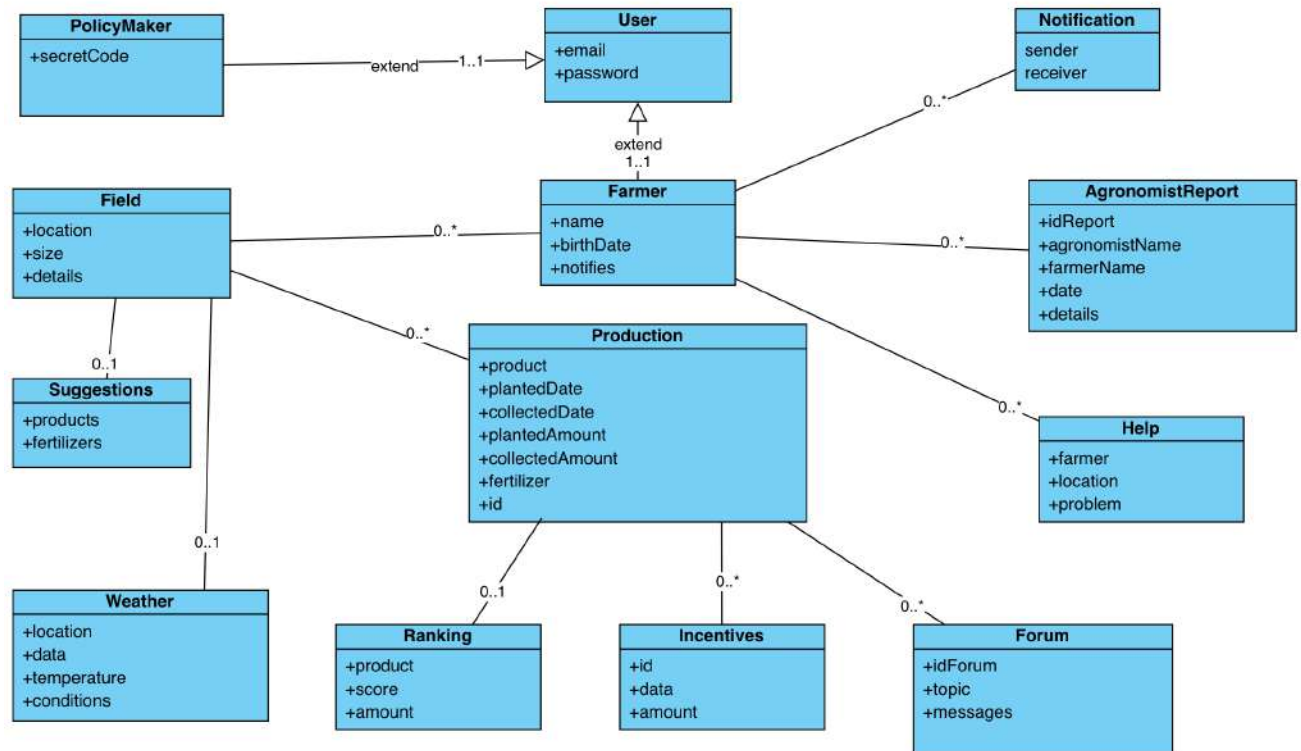 PolicyMaker
+secretCode
extend
1..1
User
+email
+password
Notification
sender
receiver
0..*
extend
1..1
Field
+location
+size
+details
0..*
Farmer
+name
+birthDate
+notifies
0..*
AgronomistReport
+idReport
+agronomistName
+farmerName
+date
+details
0..*
0..1
Suggestions
+products
+fertilizers
Production
+product
+plantedDate
+collectedDate
+plantedAmount
+collectedAmount
+fertilizer
+id
0..*
Help
+farmer
+location
+problem
0..1
Weather
+location
+data
+temperature
+conditions
0..1
Ranking
+product
+score
+amount
0..*
Incentives
+id
+data
+amount
0..*
Forum
+idForum
+topic
+messages